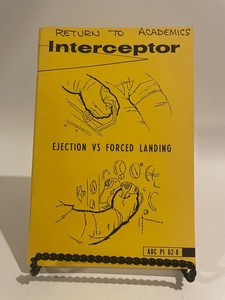 RETURN TO ACADEMICS
Interceptor
EJECTION VS FORCED LANDING
ADC PI 62-8